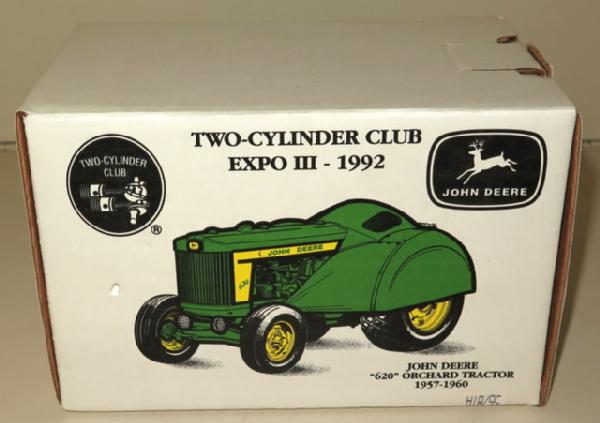 TWO-CYLINDER CLUB
EXPO III - 1992
TWO-CYLINDER
CLUB
®
JOHN DEERE
JOHN DEERE
620
JOHN DEERE
"620" ORCHARD TRACTOR
1957-1960